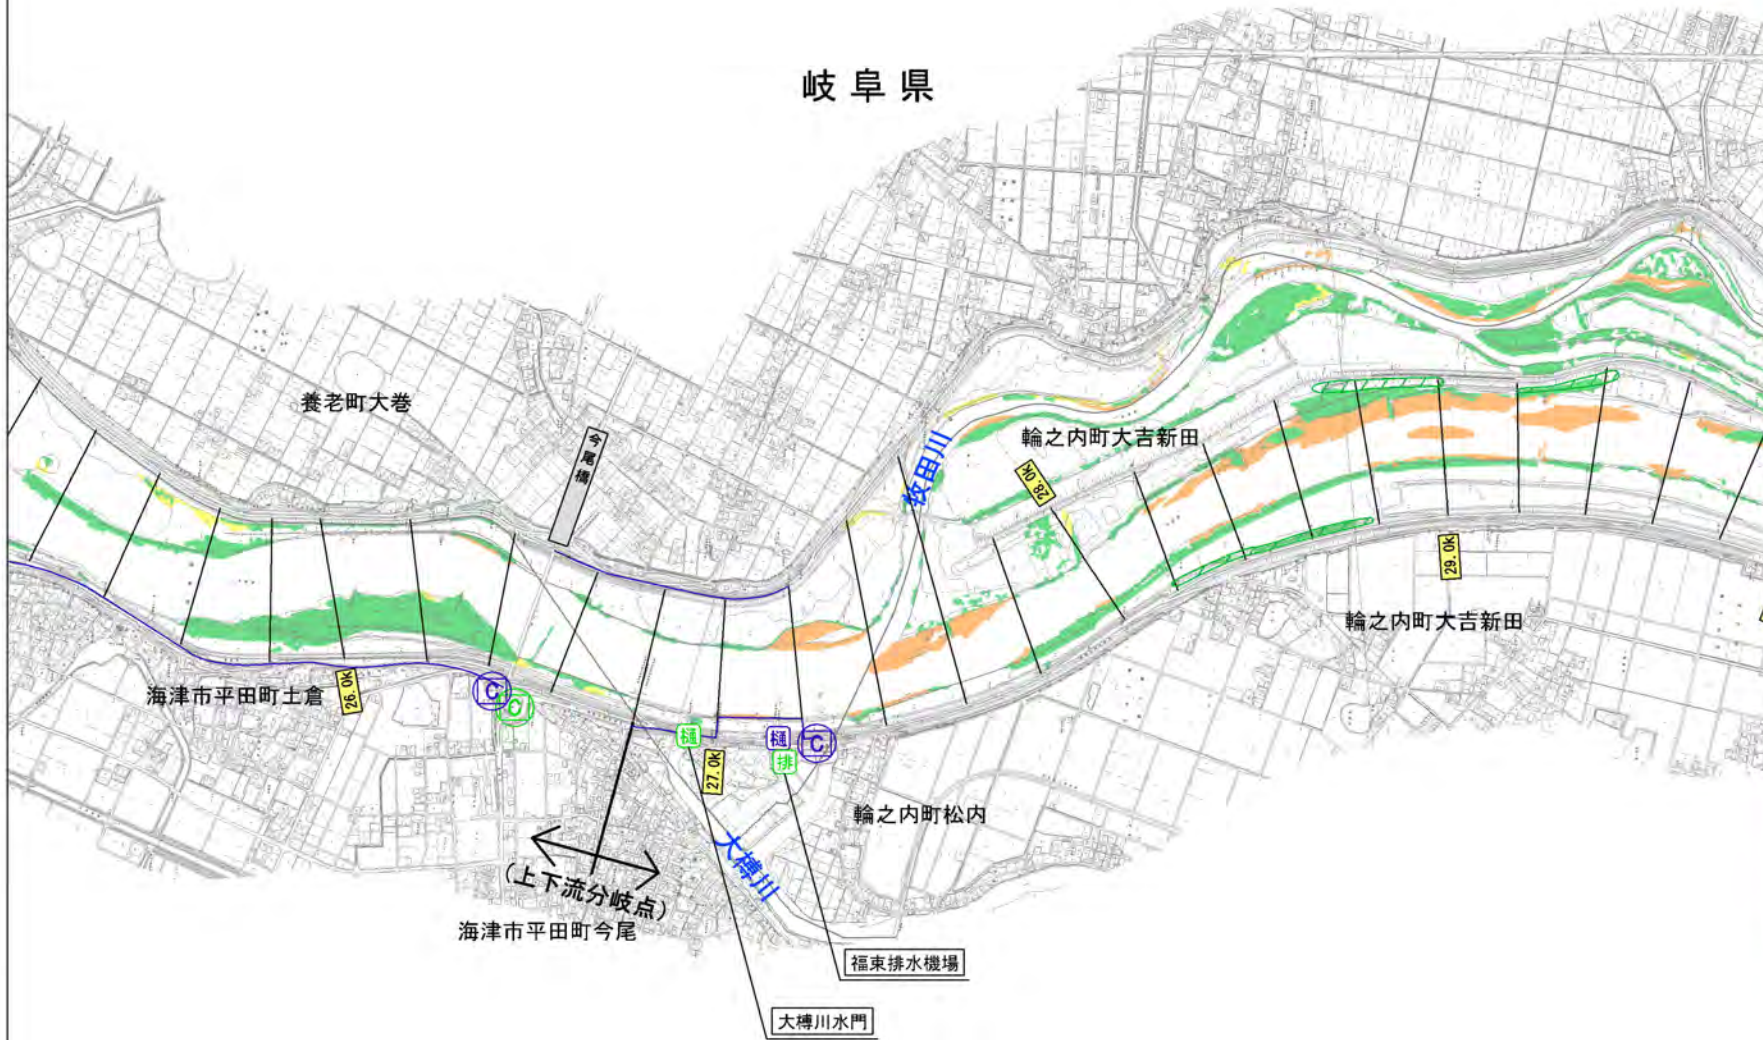 岐阜県
養老町大巻
今尾橋
牧田川
輪之内町大吉新田
28.0k
29.0k
輪之内町大吉新田
海津市平田町土倉
26.0k
C
C
樋
27.0k
樋
C
排
輪之内町松内
大榑川
(上下流分岐点)
海津市平田町今尾
福束排水機場
大榑川水門